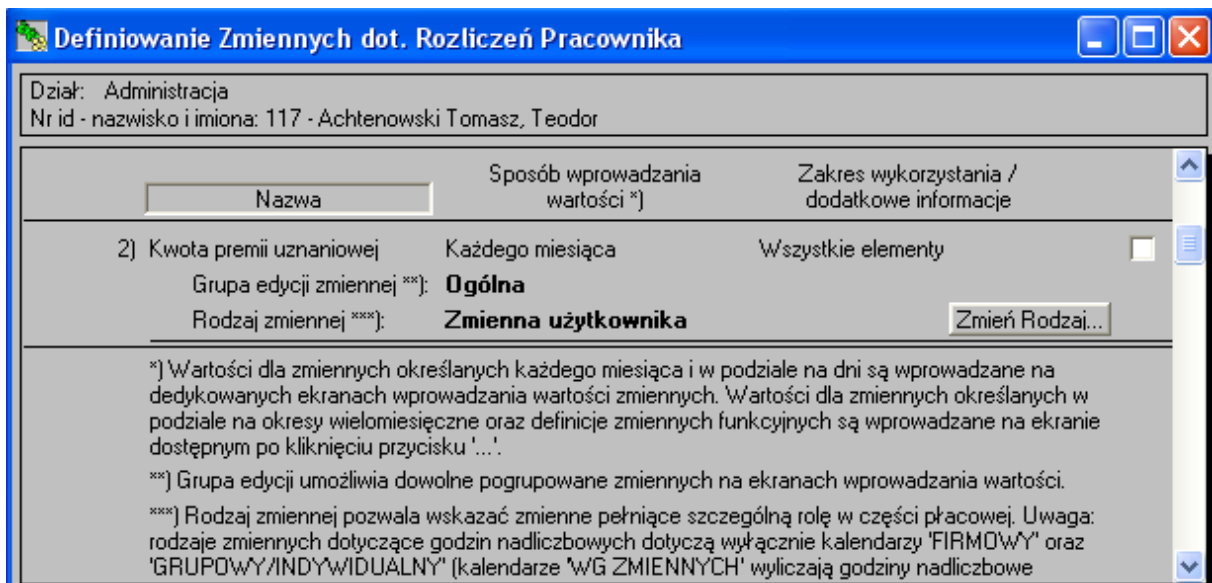 Definiowanie Zmiennych dot. Rozliczeń Pracownika
Dział: Administracja
Nr id - nazwisko i imiona: 117 - Achtenowski Tomasz, Teodor
Nazwa
Sposób wprowadzania
wartości *)
Zakres wykorzystania /
dodatkowe informacje
2) Kwota premii uznaniowej Każdego miesiąca Wszystkie elementy
Grupa edycji zmiennej **): Ogólna
Rodzaj zmiennej ***): Zmienna użytkownika Zmień Rodzaj...
*) Wartości dla zmiennych określanych każdego miesiąca i w podziale na dni są wprowadzane na
dedykowanych ekranach wprowadzania wartości zmiennych. Wartości dla zmiennych określanych w
podziale na okresy wielomiesięczne oraz definicje zmiennych funkcyjnych są wprowadzane na ekranie
dostępnym po kliknięciu przycisku '...'.
**) Grupa edycji umożliwia dowolne pogrupowane zmiennych na ekranach wprowadzania wartości.
***) Rodzaj zmiennej pozwala wskazać zmienne pełniące szczególną rolę w części płacowej. Uwaga:
rodzaje zmiennych dotyczące godzin nadliczbowych dotyczą wyłącznie kalendarzy 'FIRMOWY' oraz
'GRUPOWY/INDYWIDUALNY' (kalendarze 'WG ZMIENNYCH' wyliczają godziny nadliczbowe